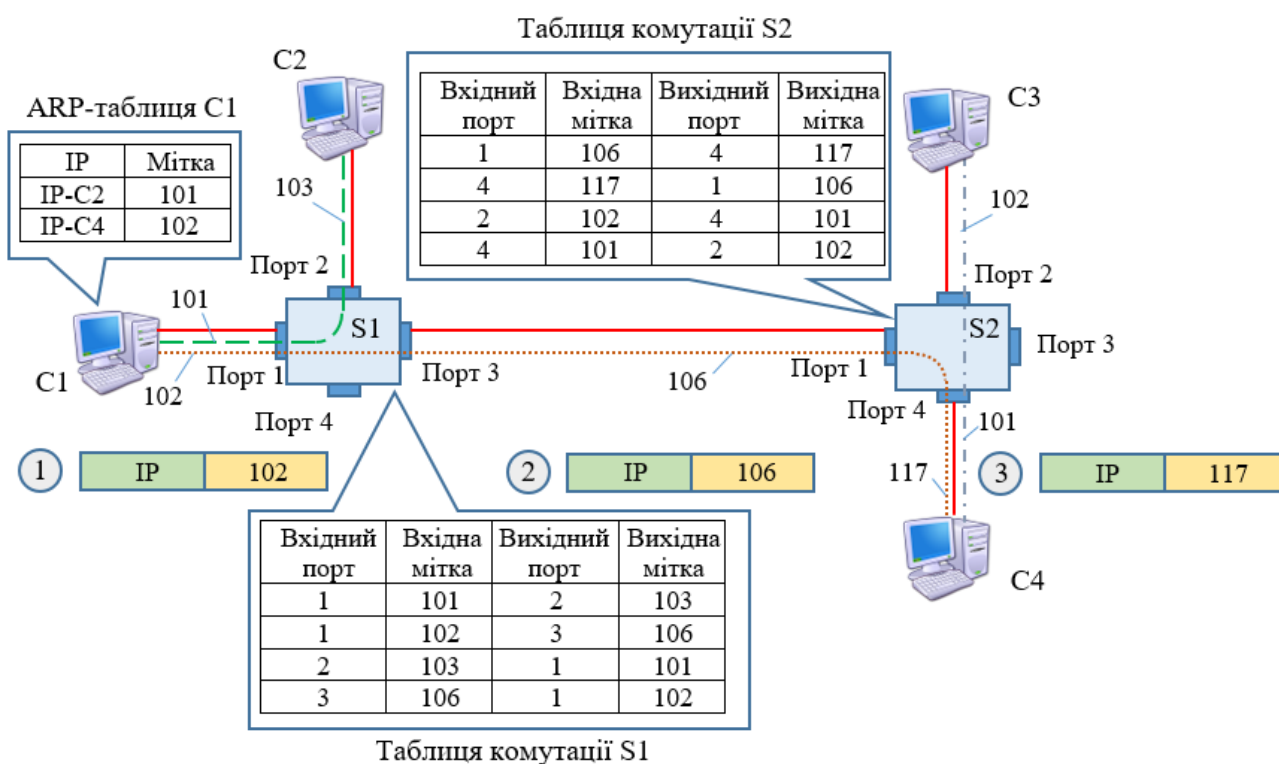 Таблиця комутації S2
C2
Вхідний порт Вхідна мітка Вихідний порт Вихідна мітка
1 106 4 117
4 117 1 106
2 102 4 101
4 101 2 102
C3
ARP-таблиця C1
IP Мітка
IP-C2 101
IP-C4 102
103
102
Порт 2
Порт 2
101
S1
S2
Порт 3
C1
102
Порт 1
Порт 3
106
Порт 1
Порт 4
Порт 4
101
117
1 IP 102
2 IP 106
3 IP 117
Вхідний порт Вхідна мітка Вихідний порт Вихідна мітка
1 101 2 103
1 102 3 106
2 103 1 101
3 106 1 102
C4
Таблиця комутації S1